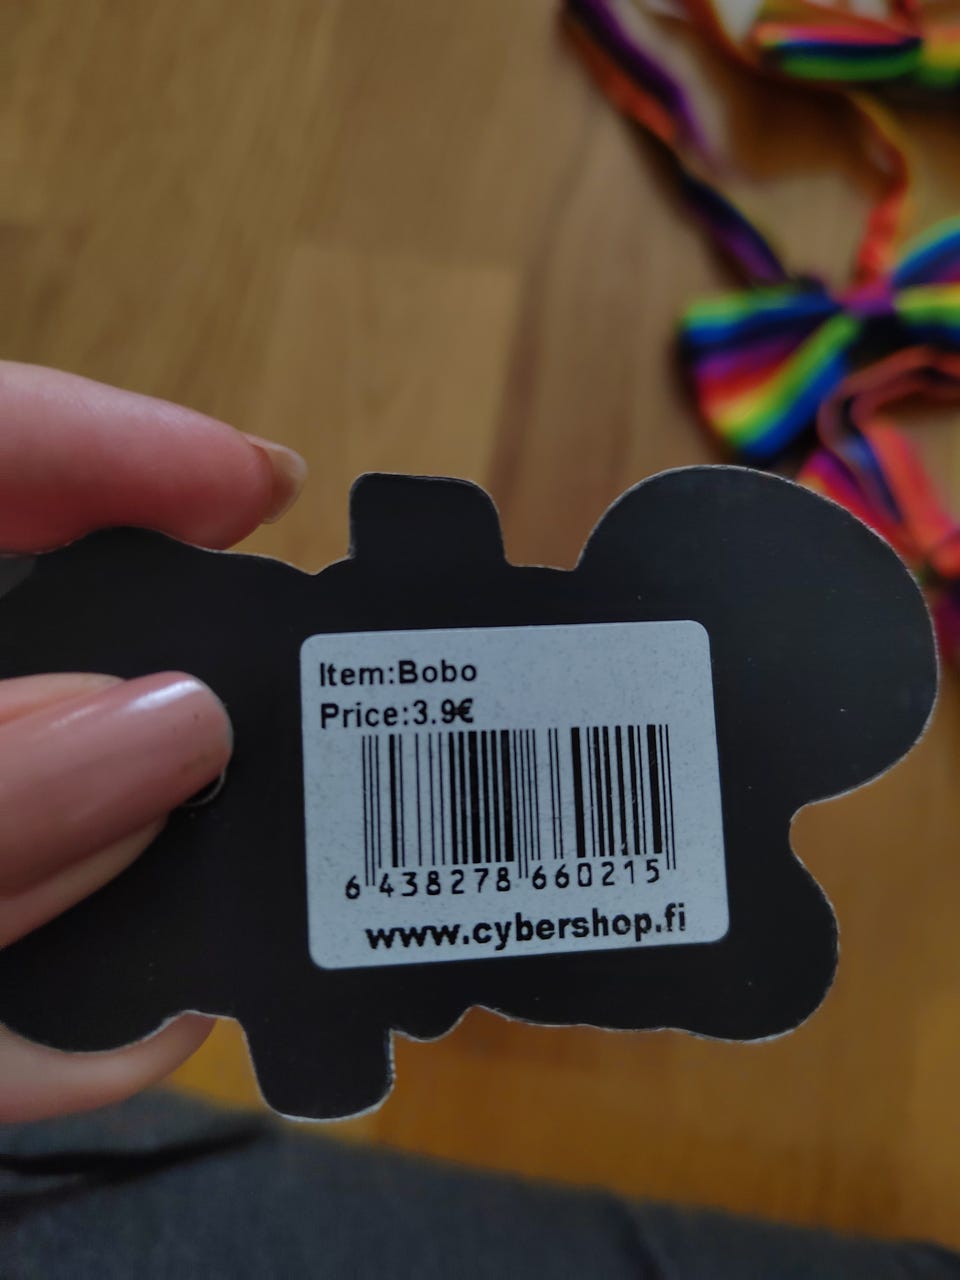 Item:Bobo
Price:3.9€
6 438278 660215
www.cybershop.fi